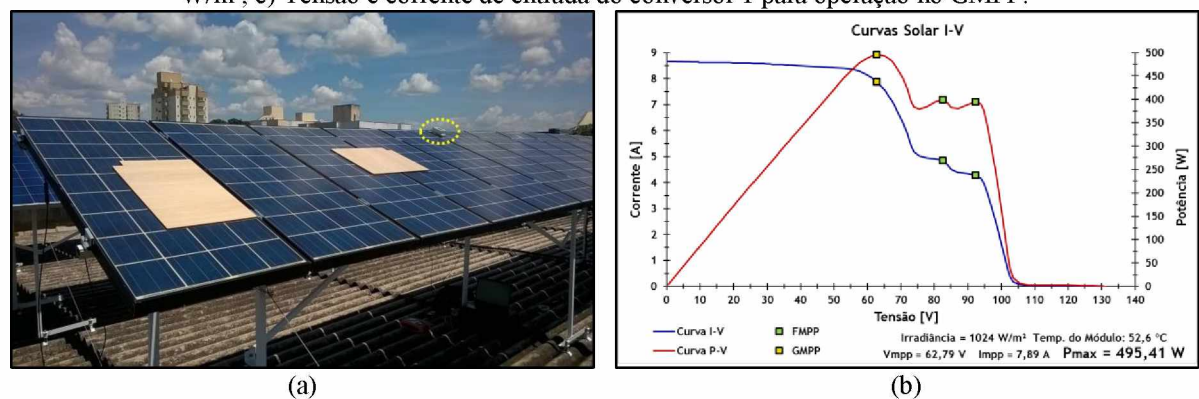 W/m², c) Tensão e corrente de entrada do conversor 1 para operação no GMPP.
Curvas Solar I-V
9
8
7
6
5
4
3
2
1
0
Corrente [A]
500
450
400
350
300
250
200
150
100
50
0
Potência [W]
0 10 20 30 40 50 60 70 80 90 100 110 120 130 140
Tensão [V]
Curva I-V
FMPP
Curva P-V
GMPP
Irradiância = 1024 W/m² Temp. do Módulo: 52,6 °C
Vmpp = 62,79 V Impp = 7,89 A Pmax = 495,41 W
(a)
(b)